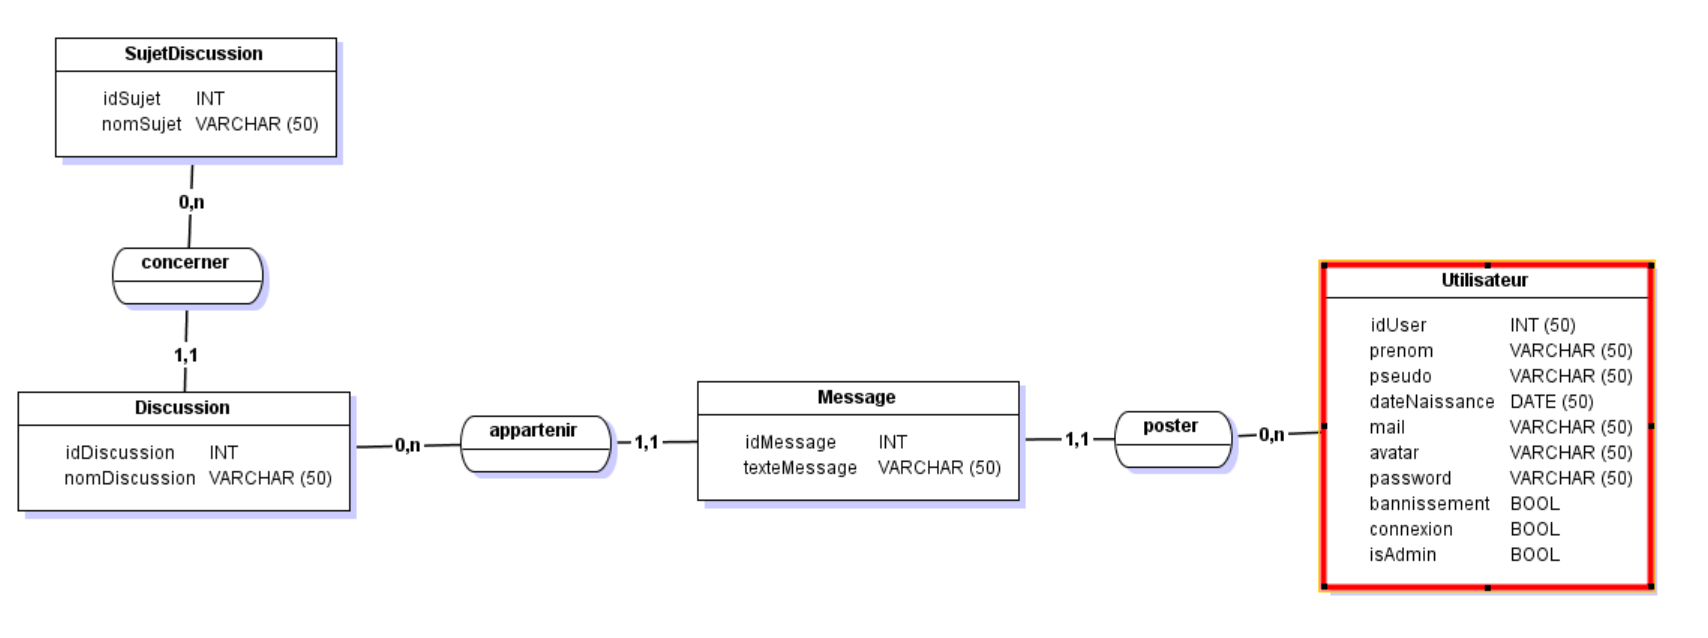 SujetDiscussion
idSujet INT
nomSujet VARCHAR (50)
0,n
concerner
1,1
Discussion
idDiscussion INT
nomDiscussion VARCHAR (50)
0,n
appartenir
1,1
Message
idMessage INT
texteMessage VARCHAR (50)
1,1
poster
0,n
Utilisateur
idUser INT (50)
prenom VARCHAR (50)
pseudo VARCHAR (50)
dateNaissance DATE (50)
mail VARCHAR (50)
avatar VARCHAR (50)
password VARCHAR (50)
bannissement BOOL
connexion BOOL
isAdmin BOOL